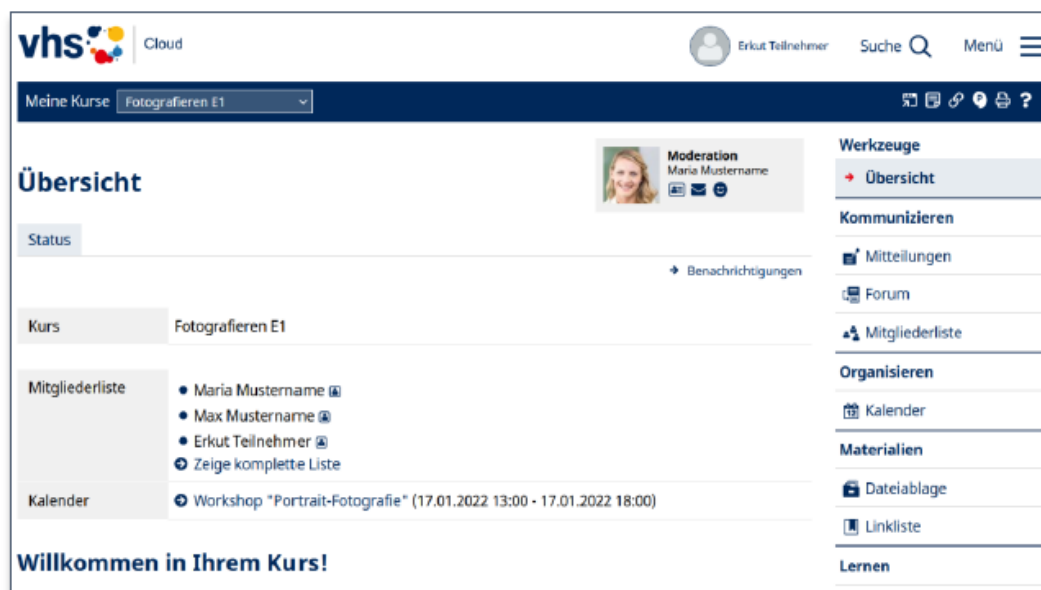 vhs Cloud
Erkut Teilnehmer
Suche
Menü
Meine Kurse Fotografieren E1
?
Übersicht
Moderation
Maria Mustername
Status
Benachrichtigungen
Kurs Fotografieren E1
Mitgliederliste
Maria Mustername
Max Mustername
Erkut Teilnehmer
Zeige komplette Liste
Kalender Workshop "Portrait-Fotografie" (17.01.2022 13:00 - 17.01.2022 18:00)
Willkommen in Ihrem Kurs!
Werkzeuge
Übersicht
Kommunizieren
Mitteilungen
Forum
Mitgliederliste
Organisieren
Kalender
Materialien
Dateiablage
Linkliste
Lernen